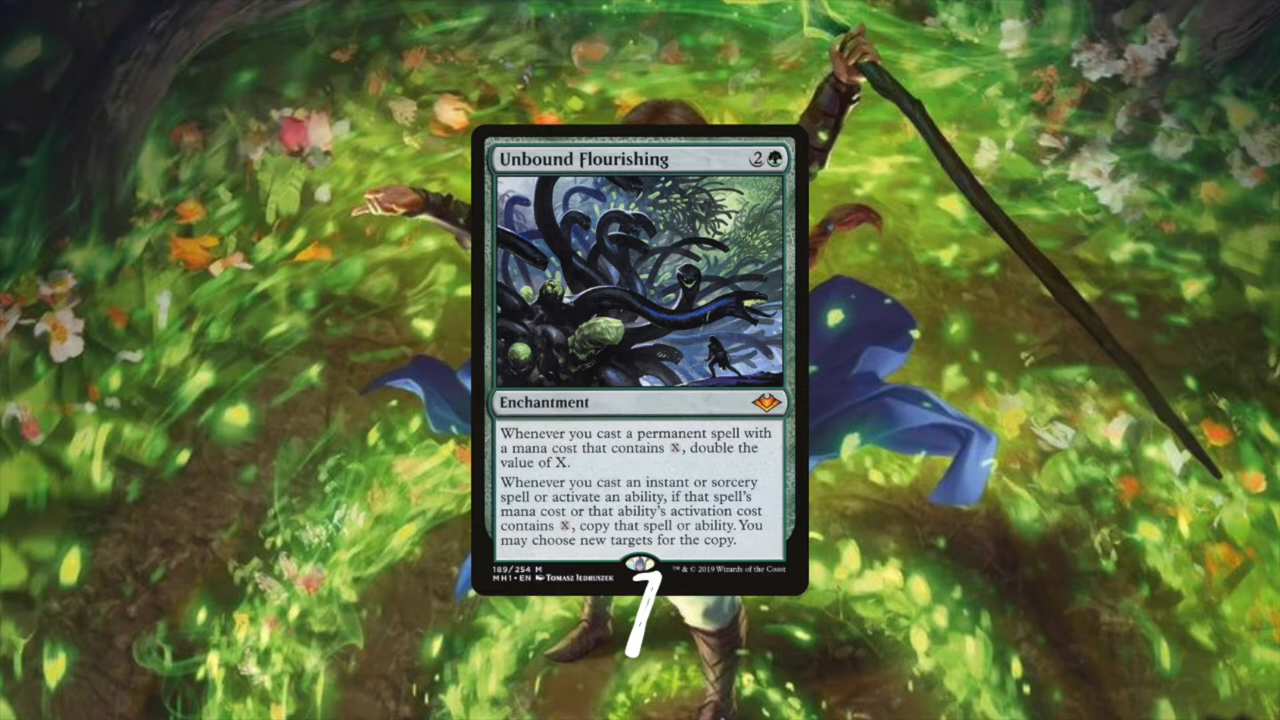 Unbound Flourishing 2
Enchantment
Whenever you cast a permanent spell with
a mana cost that contains X, double the
value of X.
Whenever you cast an instant or sorcery
spell or activate an ability, if that spell's
mana cost or that ability's activation cost
contains X, copy that spell or ability. You
may choose new targets for the copy.
189/254 M
MH1 • EN Tomasz Jedruszek
™ & © 2019 Wizards of the Coast
7